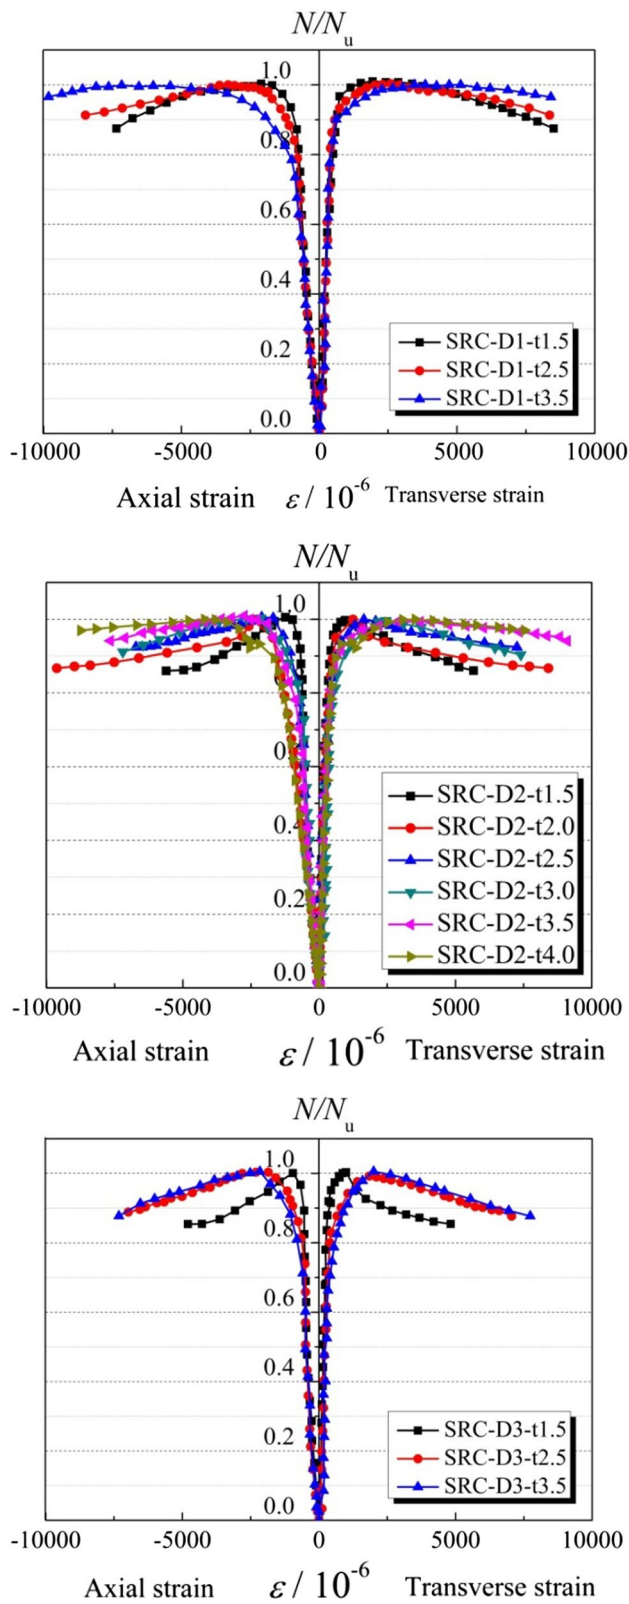 N/Nu
1.0
0.8
0.6
0.4
0.2
0.0
SRC-D1-t1.5
SRC-D1-t2.5
SRC-D1-t3.5
-10000 -5000 0 5000 10000
Axial strain ε / 10-6 Transverse strain
N/Nu
1.0
0.4
0.2
0.0
SRC-D2-t1.5
SRC-D2-t2.0
SRC-D2-t2.5
SRC-D2-t3.0
SRC-D2-t3.5
SRC-D2-t4.0
-10000 -5000 0 5000 10000
Axial strain ε / 10-6 Transverse strain
N/Nu
1.0
0.8
0.6
0.4
0.2
0.0
SRC-D3-t1.5
SRC-D3-t2.5
SRC-D3-t3.5
-10000 -5000 0 5000 10000
Axial strain ε / 10-6 Transverse strain